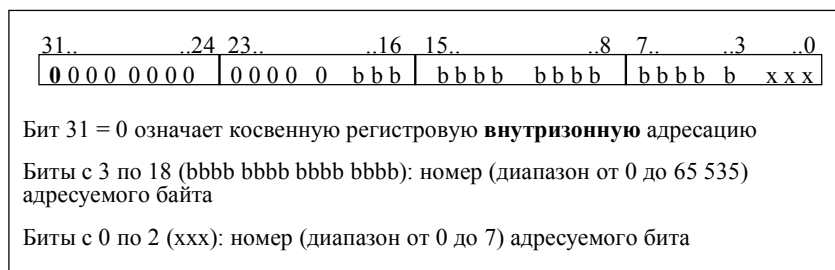 31.. ..24 23.. ..16 15.. ..8 7.. ..3 ..0
0 0 0 0 0 0 0 0 0 0 0 0 0 b b b b b b b b b b b b b b b b x x x
Бит 31 = 0 означает косвенную регистровую внутризонную адресацию
Биты с 3 по 18 (bbbb bbbb bbbb bbbb): номер (диапазон от 0 до 65 535)
адресуемого байта
Биты с 0 по 2 (xxx): номер (диапазон от 0 до 7) адресуемого бита